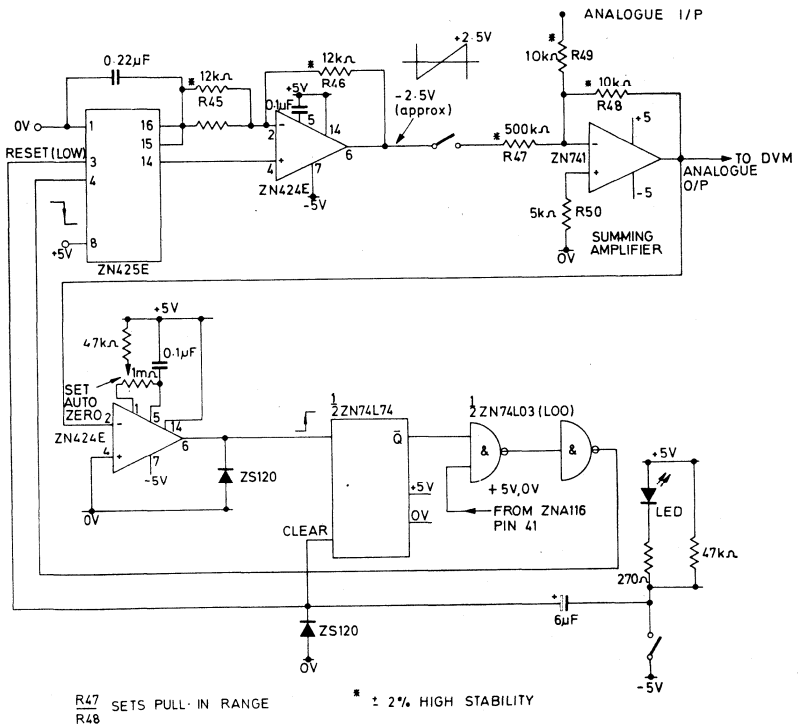 ANALOGUE I/P
0.22µF
* 12kΩ
R45
* 12kΩ
R46
+5V
0.1µF
+2.5V
-2.5V
(approx)
*
10kΩ R49
* 10kΩ
R48
0V
1
16
15
RESET (LOW)
3
14
4
+5V
8
ZN425E
2
5
14
4
7
6
ZN424E
-5V
* 500kΩ
R47
ZN741
+5
-5
TO DVM
ANALOGUE
O/P
5kΩ R50
0V
SUMMING
AMPLIFIER
+5V
47kΩ
0.1µF
1mΩ
SET
AUTO
ZERO
1
5
14
2
ZN424E
4
6
7
-5V
0V
ZS120
1/2 ZN74L74
Q̄
+5V
0V
CLEAR
1/2 ZN74L03 (L00)
&
&
+5V,0V
FROM ZNA116
PIN 41
+5V
LED
270Ω
47kΩ
+
6µF
-5V
ZS120
0V
R47/R48 SETS PULL-IN RANGE
* ± 2% HIGH STABILITY